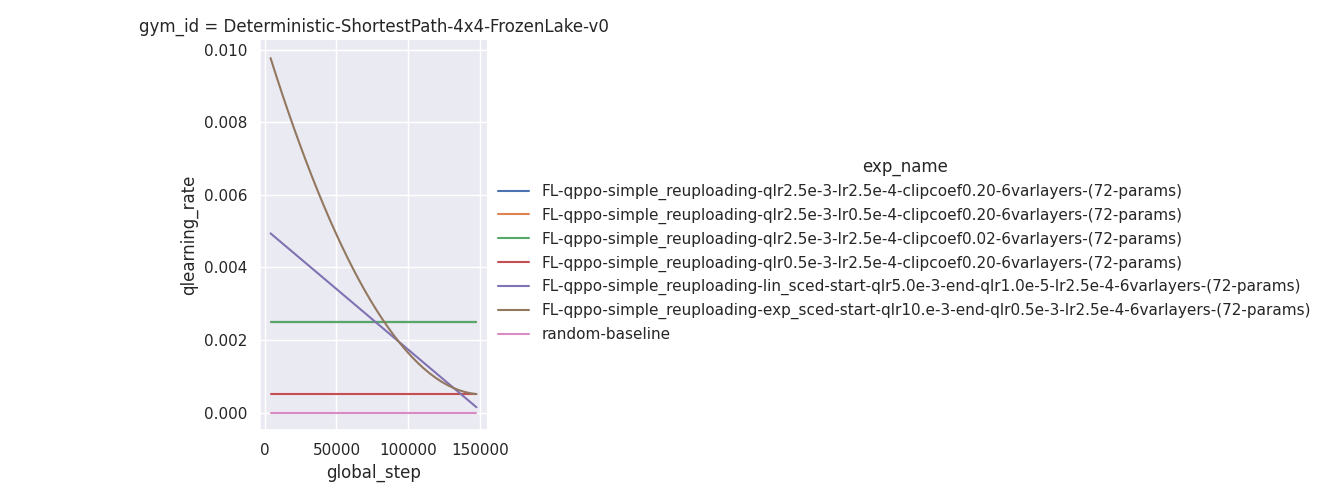 gym_id = Deterministic-ShortestPath-4x4-FrozenLake-v0
0.010
0.008
0.006
0.004
0.002
0.000
qlearning_rate
0
50000
100000
150000
global_step
exp_name
FL-qppo-simple_reuploading-qlr2.5e-3-lr2.5e-4-clipcoef0.20-6varlayers-(72-params)
FL-qppo-simple_reuploading-qlr2.5e-3-lr0.5e-4-clipcoef0.20-6varlayers-(72-params)
FL-qppo-simple_reuploading-qlr2.5e-3-lr2.5e-4-clipcoef0.02-6varlayers-(72-params)
FL-qppo-simple_reuploading-qlr0.5e-3-lr2.5e-4-clipcoef0.20-6varlayers-(72-params)
FL-qppo-simple_reuploading-lin_sced-start-qlr5.0e-3-end-qlr1.0e-5-lr2.5e-4-6varlayers-(72-params)
FL-qppo-simple_reuploading-exp_sced-start-qlr10.e-3-end-qlr0.5e-3-lr2.5e-4-6varlayers-(72-params)
random-baseline